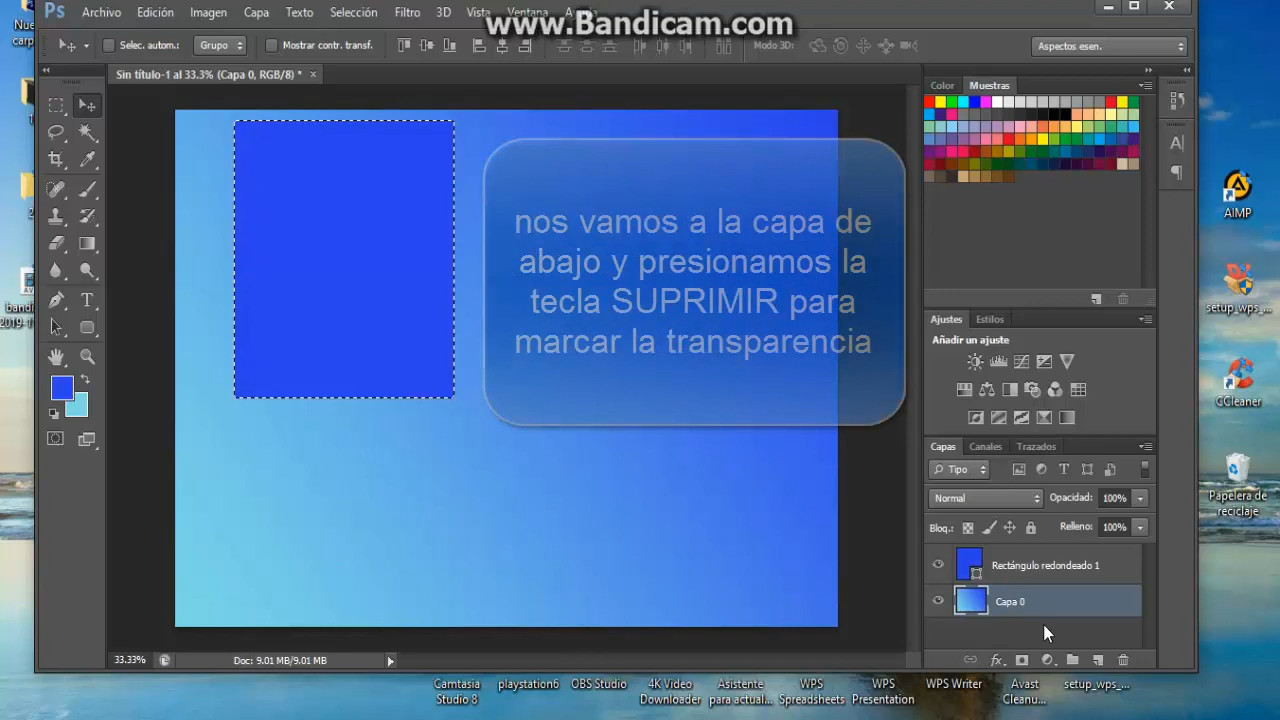 Ps Archivo Edición Imagen Capa Texto Selección Filtro 3D Vista Ventana
www.Bandicam.com
Selec. autom.: Grupo Mostrar contr. transf. Modo 3D: Aspectos esen.
Sin título-1 al 33.3% (Capa 0, RGB/8) * ×
Color Muestras
nos vamos a la capa de
abajo y presionamos la
tecla SUPRIMIR para
marcar la transparencia
Ajustes Estilos
Añadir un ajuste
Capas Canales Trazados
Tipo
Normal Opacidad: 100%
Bloq.: Relleno: 100%
Rectángulo redondeado 1
Capa 0
fx
33.33% Doc: 9.01 MB/9.01 MB
AIMP
setup_wps_...
CCleaner
Papelera de
reciclaje
Camtasia
Studio 8
playstation6
OBS Studio
4K Video
Downloader
Asistente
para actual...
WPS
Spreadsheets
WPS
Presentation
WPS Writer
Avast
Cleanu...
setup_wps_...